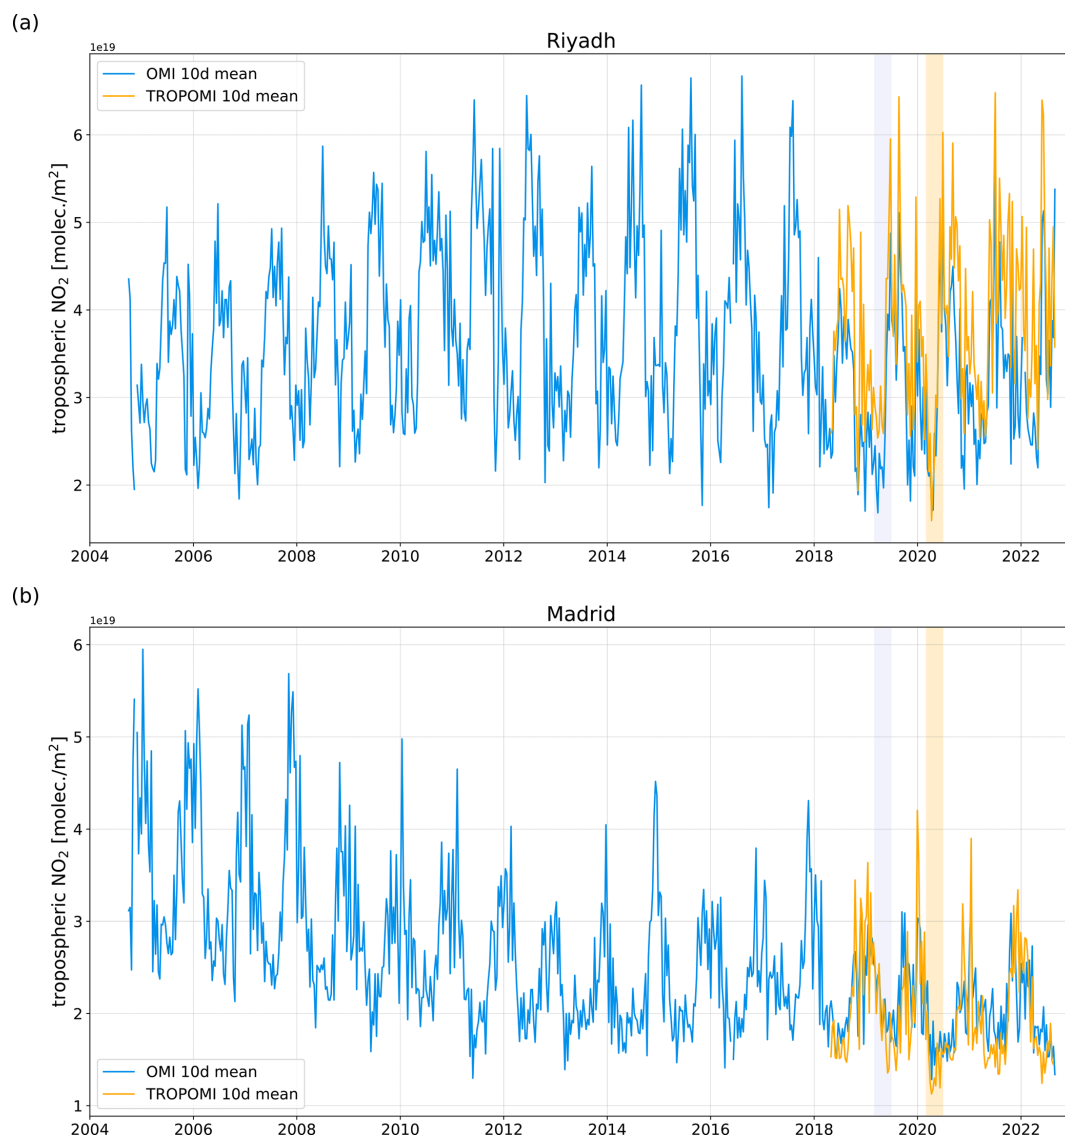 (a)
Riyadh
1e19
OMI 10d mean
TROPOMI 10d mean
tropospheric NO₂ [molec./m²]
6
5
4
3
2
2004 2006 2008 2010 2012 2014 2016 2018 2020 2022
(b)
Madrid
1e19
tropospheric NO₂ [molec./m²]
6
5
4
3
2
1
OMI 10d mean
TROPOMI 10d mean
2004 2006 2008 2010 2012 2014 2016 2018 2020 2022